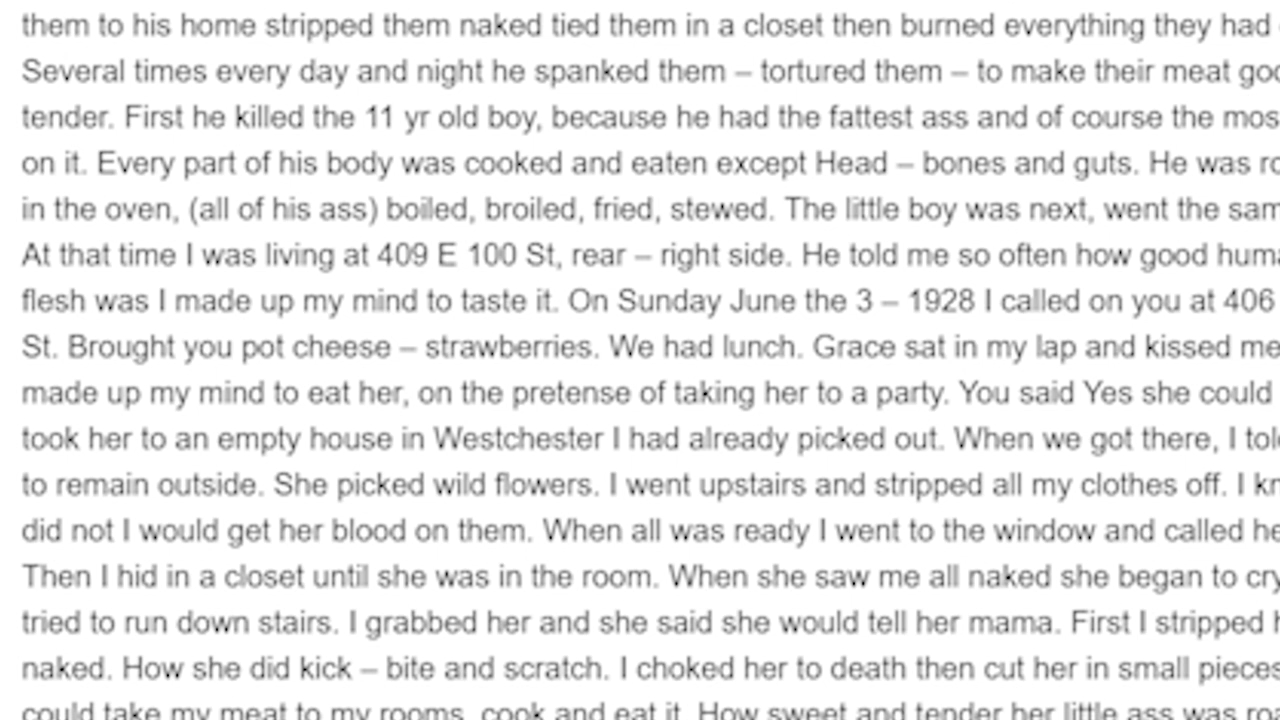 them to his home stripped them naked tied them in a closet then burned everything they had
Several times every day and night he spanked them – tortured them – to make their meat goo
tender. First he killed the 11 yr old boy, because he had the fattest ass and of course the mos
on it. Every part of his body was cooked and eaten except Head – bones and guts. He was ro
in the oven, (all of his ass) boiled, broiled, fried, stewed. The little boy was next, went the sam
At that time I was living at 409 E 100 St, rear – right side. He told me so often how good huma
flesh was I made up my mind to taste it. On Sunday June the 3 – 1928 I called on you at 406
St. Brought you pot cheese – strawberries. We had lunch. Grace sat in my lap and kissed me
made up my mind to eat her, on the pretense of taking her to a party. You said Yes she could
took her to an empty house in Westchester I had already picked out. When we got there, I tol
to remain outside. She picked wild flowers. I went upstairs and stripped all my clothes off. I kn
did not I would get her blood on them. When all was ready I went to the window and called he
Then I hid in a closet until she was in the room. When she saw me all naked she began to cry
tried to run down stairs. I grabbed her and she said she would tell her mama. First I stripped h
naked. How she did kick – bite and scratch. I choked her to death then cut her in small pieces
could take my meat to my rooms, cook and eat it. How sweet and tender her little ass was roa